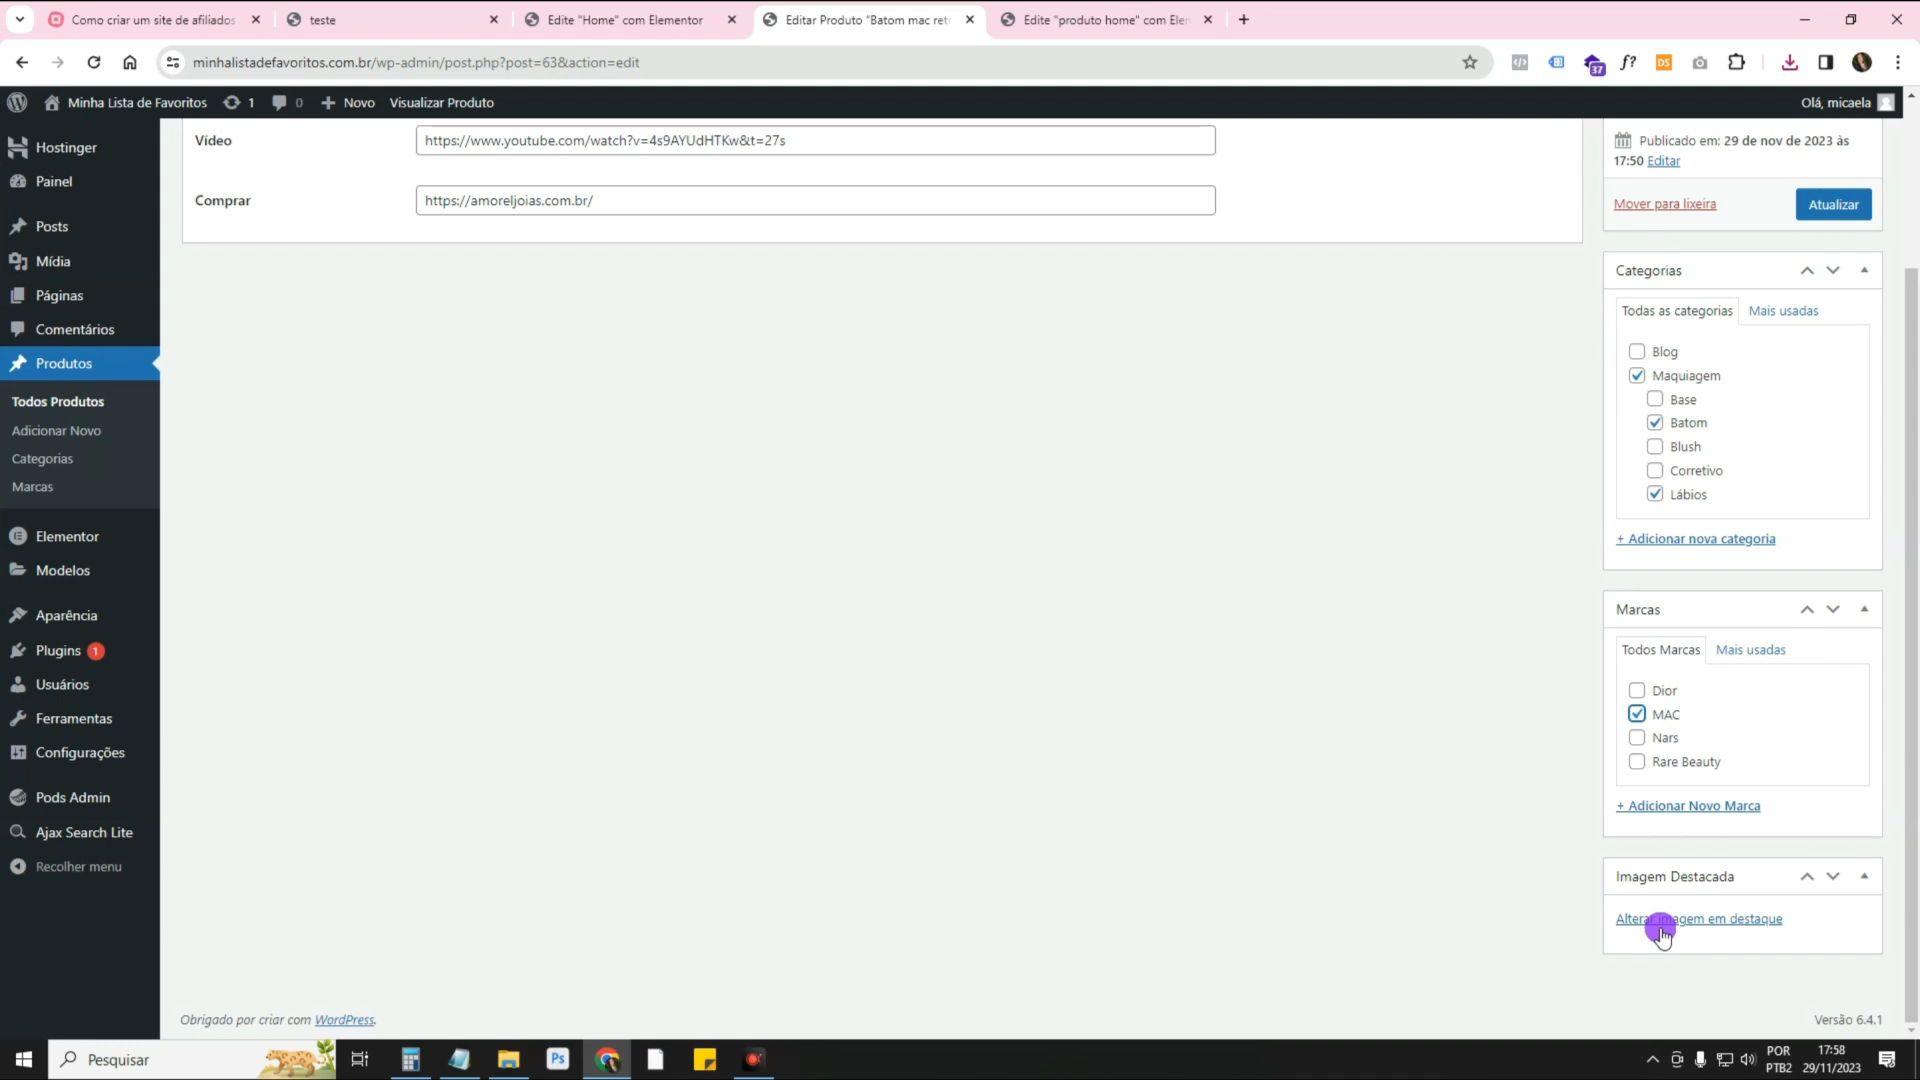 Como criar um site de afiliados
teste
Edite "Home" com Elementor
Editar Produto "Batom mac retr
Edite "produto home" com Elem
minhalistadefavoritos.com.br/wp-admin/post.php?post=63&action=edit
37
f?
DS
Minha Lista de Favoritos
1
0
Novo
Visualizar Produto
Olá, micaela
Hostinger
Painel
Posts
Mídia
Páginas
Comentários
Produtos
Todos Produtos
Adicionar Novo
Categorias
Marcas
Elementor
Modelos
Aparência
Plugins 1
Usuários
Ferramentas
Configurações
Pods Admin
Ajax Search Lite
Recolher menu
Vídeo
https://www.youtube.com/watch?v=4s9AYUdHTKw&t=27s
Comprar
https://amoreljoias.com.br/
Publicado em: 29 de nov de 2023 às
17:50 Editar
Mover para lixeira
Atualizar
Categorias
Todas as categorias
Mais usadas
Blog
Maquiagem
Base
Batom
Blush
Corretivo
Lábios
+ Adicionar nova categoria
Marcas
Todos Marcas
Mais usadas
Dior
MAC
Nars
Rare Beauty
+ Adicionar Novo Marca
Imagem Destacada
Alterar imagem em destaque
Obrigado por criar com WordPress.
Versão 6.4.1
Pesquisar
Ps
POR
PTB2
17:58
29/11/2023